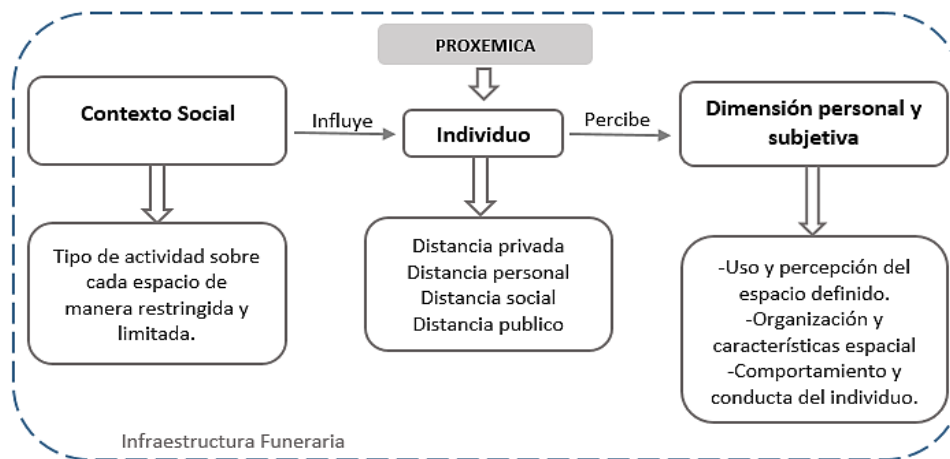 PROXEMICA
Contexto Social
Influye
Individuo
Percibe
Dimensión personal y
subjetiva
Tipo de actividad sobre
cada espacio de
manera restringida y
limitada.
Distancia privada
Distancia personal
Distancia social
Distancia publico
-Uso y percepción del
espacio definido.
-Organización y
características espacial
-Comportamiento y
conducta del individuo.
Infraestructura Funeraria